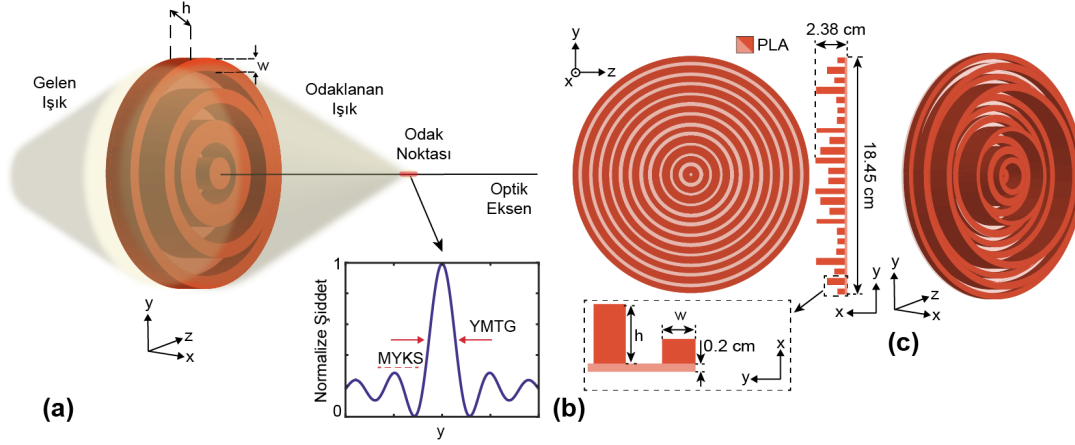 h
w
Gelen
Işık
Odaklanan
Işık
Odak
Noktası
Optik
Eksen
y
z
x
(a)
Normalize Şiddet
1
0
YMTG
MYKS
y
y
x
z
PLA
2.38 cm
18.45 cm
y
x
h
w
0.2 cm
x
y
(b)
y
z
x
(c)